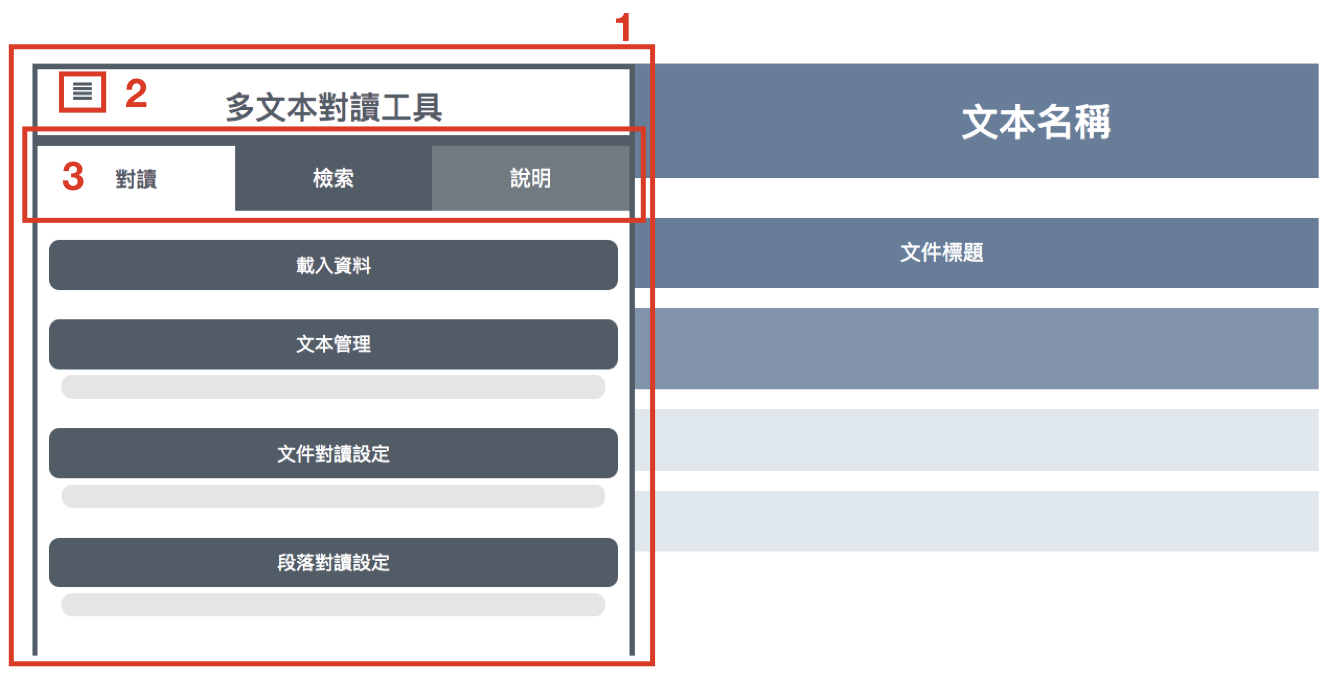 1
2
多文本對讀工具
文本名稱
3
對讀
檢索
說明
文件標題
載入資料
文本管理
文件對讀設定
段落對讀設定